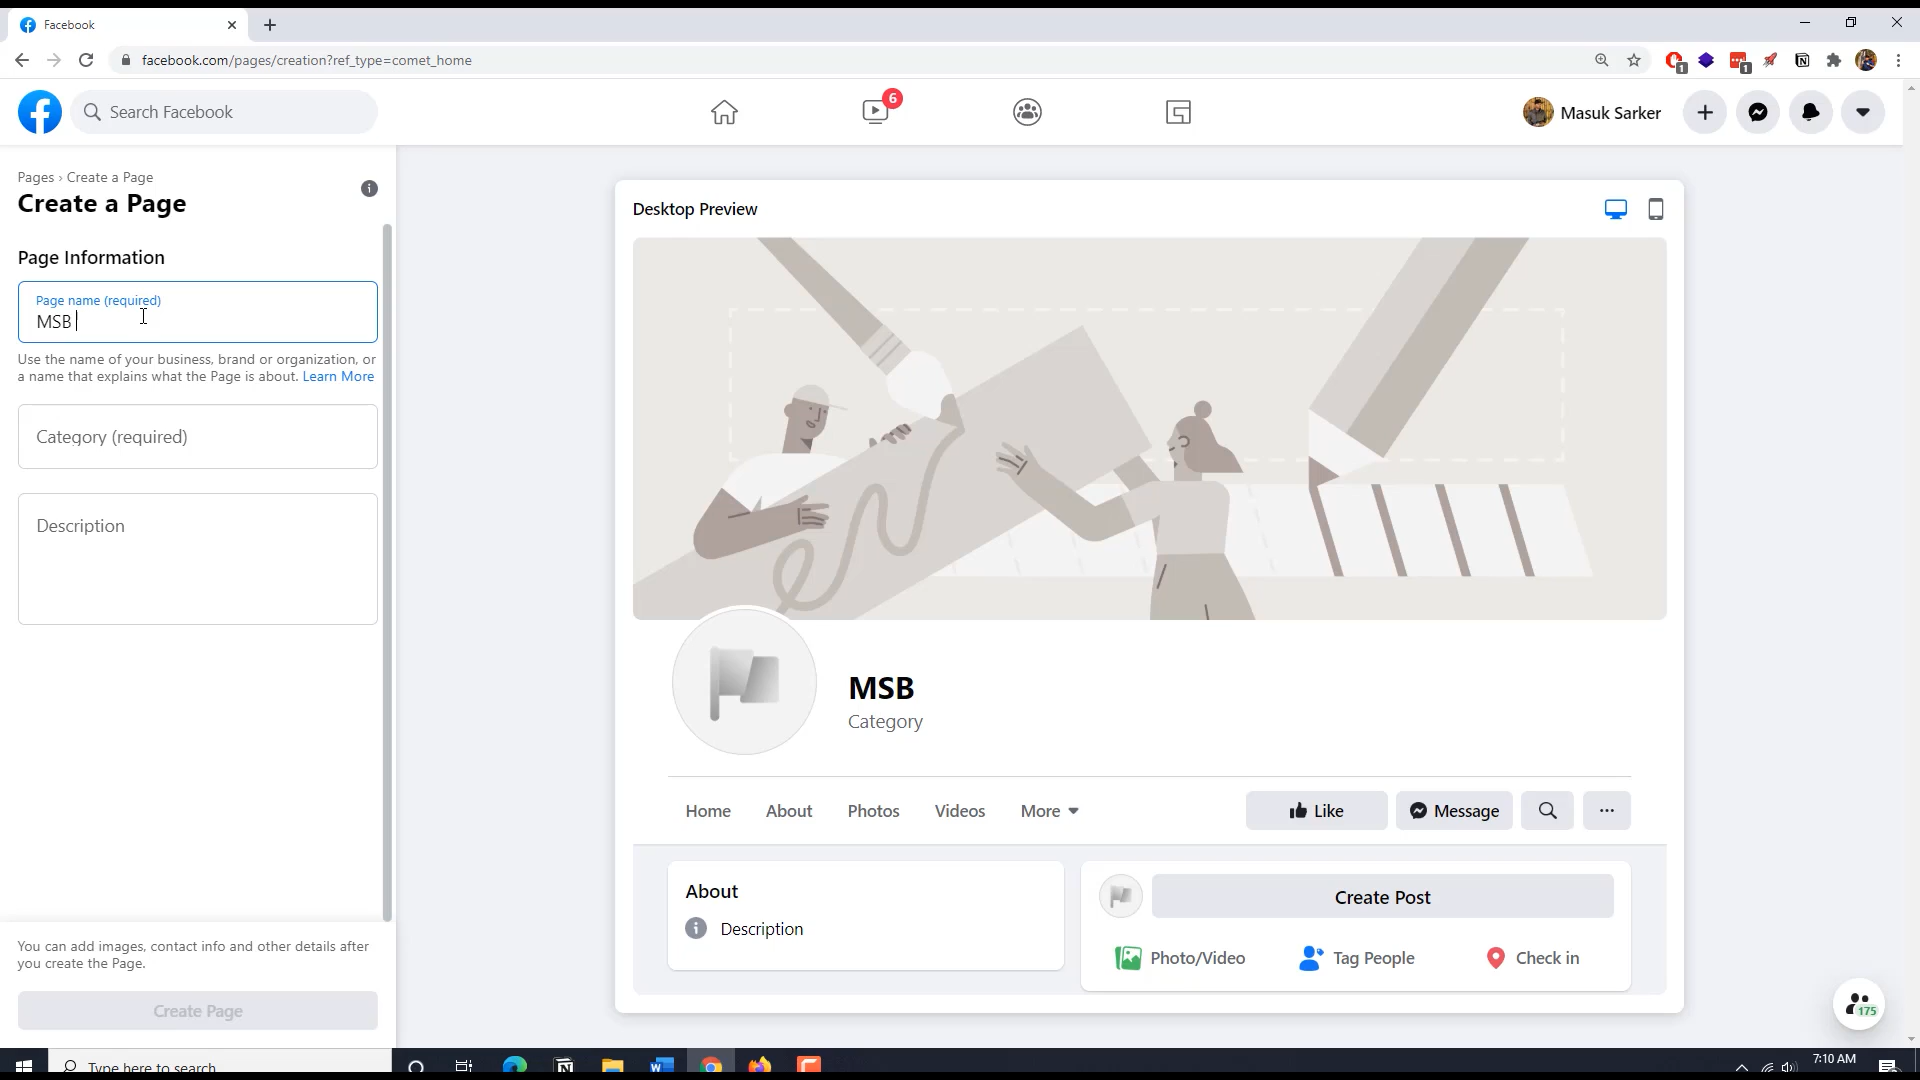 Facebook
facebook.com/pages/creation?ref_type=comet_home
1
1
Search Facebook
6
Masuk Sarker
Pages › Create a Page
Create a Page
Page Information
Page name (required)
MSB
Use the name of your business, brand or organization, or
a name that explains what the Page is about. Learn More
Category (required)
Description
You can add images, contact info and other details after
you create the Page.
Create Page
Desktop Preview
MSB
Category
Home
About
Photos
Videos
More
Like
Message
About
Description
Create Post
Photo/Video
Tag People
Check in
175
Type here to search
7:10 AM